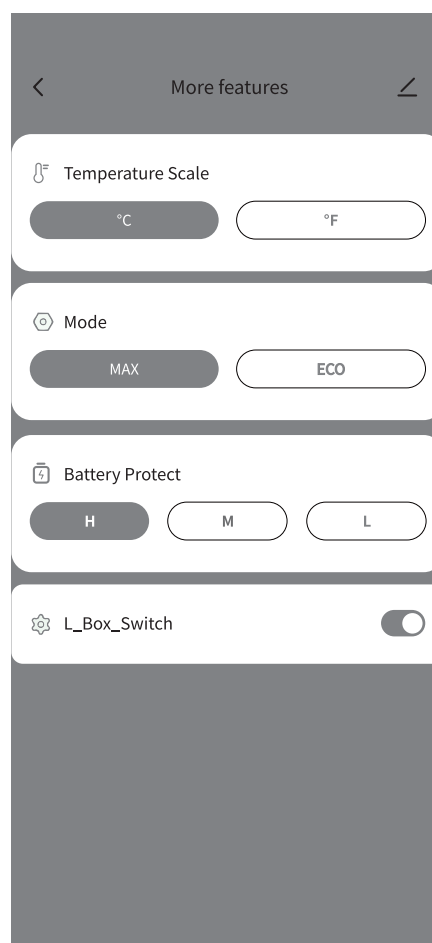 More features
Temperature Scale
°C °F
Mode
MAX ECO
Battery Protect
H M L
L_Box_Switch